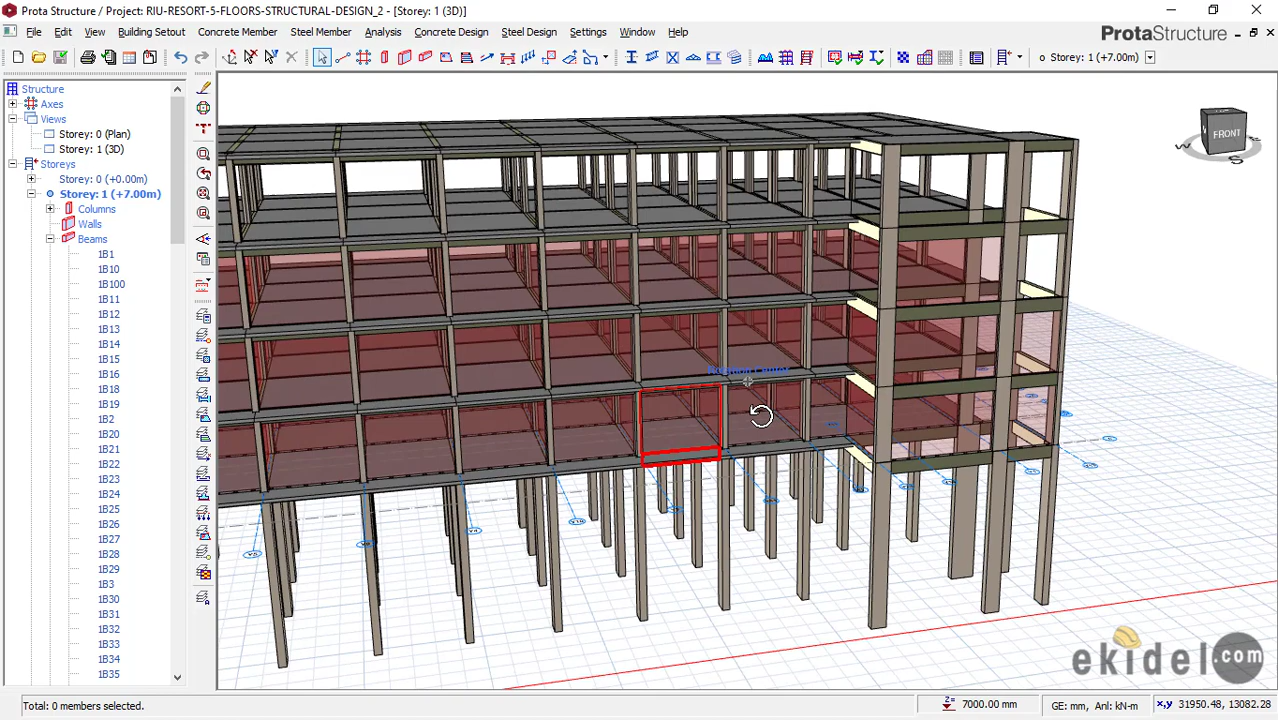 Prota Structure / Project: RIU-RESORT-5-FLOORS-STRUCTURAL-DESIGN_2 - [Storey: 1 (3D)]
File Edit View Building Setout Concrete Member Steel Member Analysis Concrete Design Steel Design Settings Window Help
ProtaStructure
Storey: 1 (+7.00m)
Structure
Axes
Views
Storey: 0 (Plan)
Storey: 1 (3D)
Storeys
Storey: 0 (+0.00m)
Storey: 1 (+7.00m)
Columns
Walls
Beams
1B1
1B10
1B100
1B11
1B12
1B13
1B14
1B15
1B16
1B18
1B19
1B2
1B20
1B21
1B22
1B23
1B24
1B25
1B26
1B27
1B28
1B29
1B3
1B30
1B31
1B32
1B33
1B34
1B35
FRONT
W
S
Rotation Center
ekidel.com
Total: 0 members selected.
Z=
7000.00 mm
GE: mm, Anl: kN-m
x,y 31950.48, 13082.28